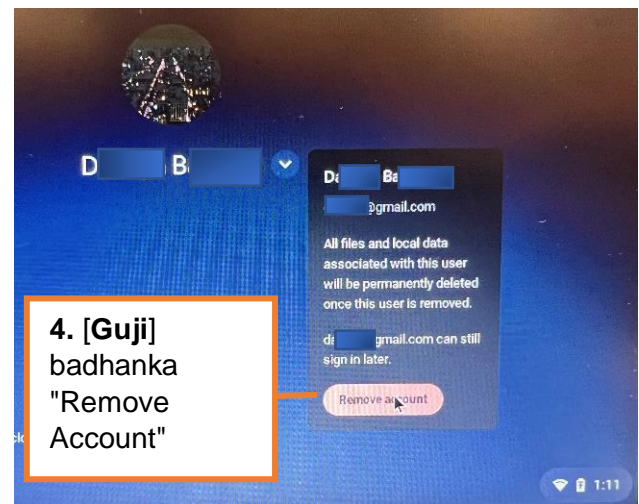 D B
Da Ba
@gmail.com
All files and local data
associated with this user
will be permanently deleted
once this user is removed.
da gmail.com can still
sign in later.
Remove account
4. [Guji]
badhanka
"Remove
Account"
1:11